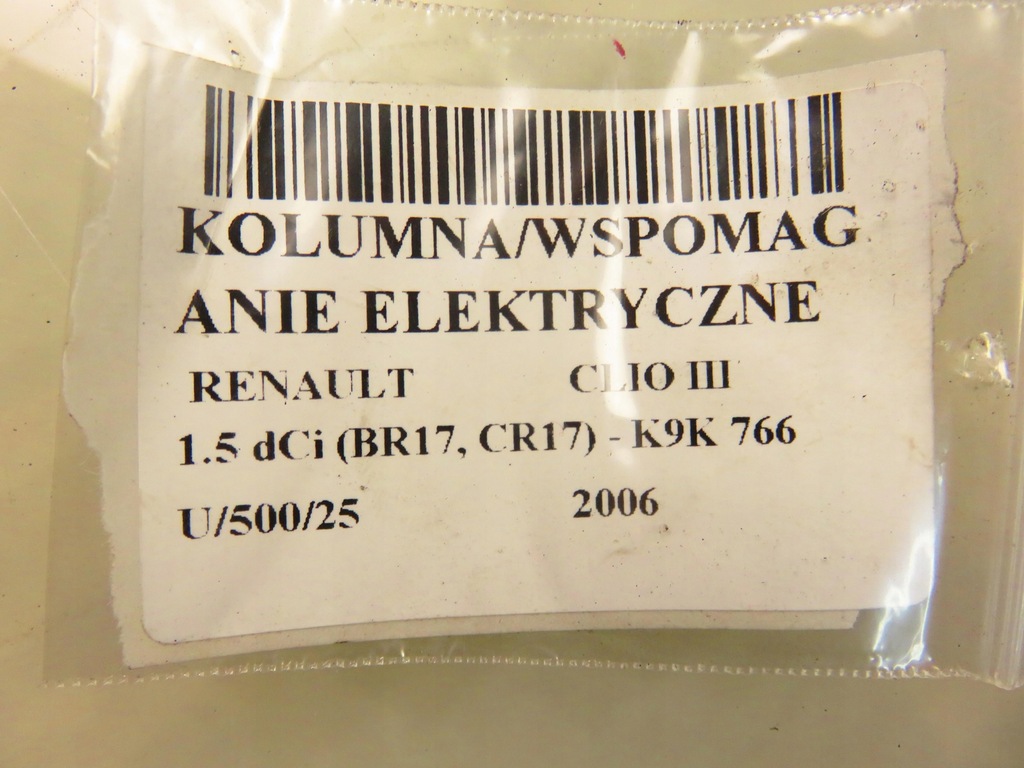 KOLUMNA/WSPOMAG
ANIE ELEKTRYCZNE
RENAULT CLIO III
1.5 dCi (BR17, CR17) - K9K 766
U/500/25 2006